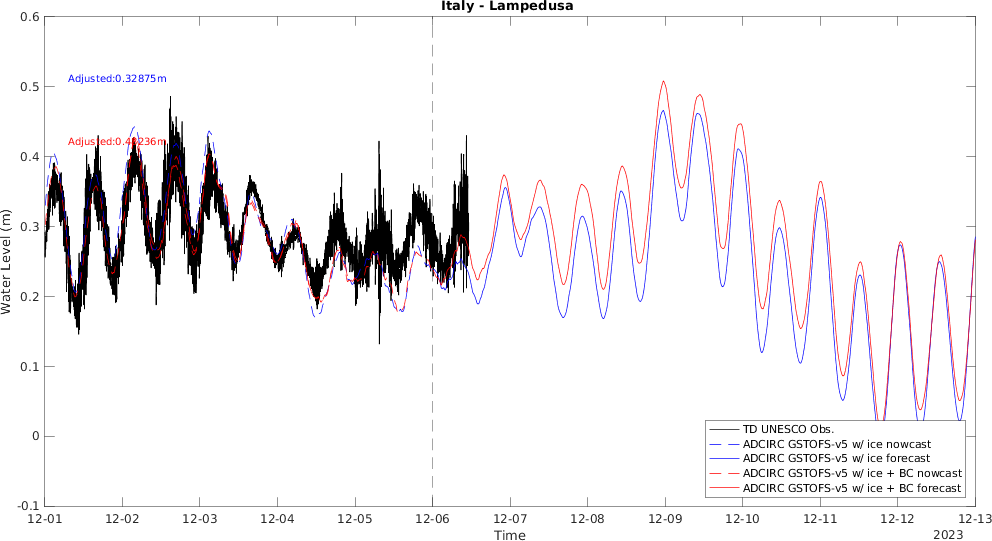 Italy - Lampedusa
0.6
0.5
0.4
0.3
0.2
0.1
0
-0.1
Water Level (m)
Adjusted:0.32875m
TD UNESCO Obs.
ADCIRC GSTOFS-v5 w/ ice nowcast
ADCIRC GSTOFS-v5 w/ ice forecast
ADCIRC GSTOFS-v5 w/ ice + BC nowcast
ADCIRC GSTOFS-v5 w/ ice + BC forecast
12-01 12-02 12-03 12-04 12-05 12-06 12-07 12-08 12-09 12-10 12-11 12-12 12-13
Time
2023